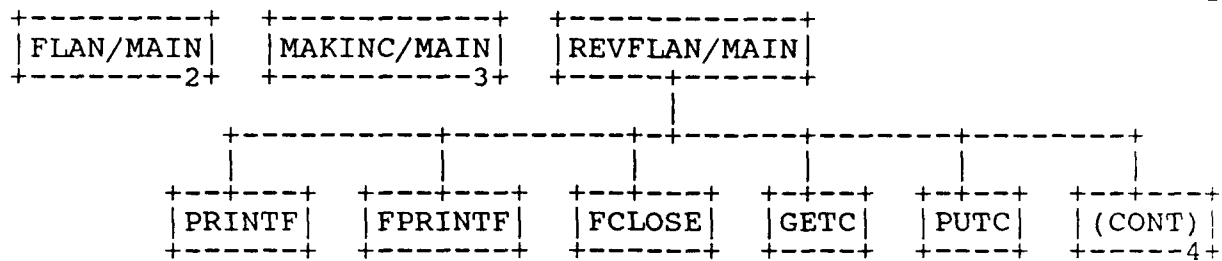 FLAN/MAIN MAKINC/MAIN REVFLAN/MAIN
2 3
PRINTF FPRINTF FCLOSE GETC PUTC (CONT)
4